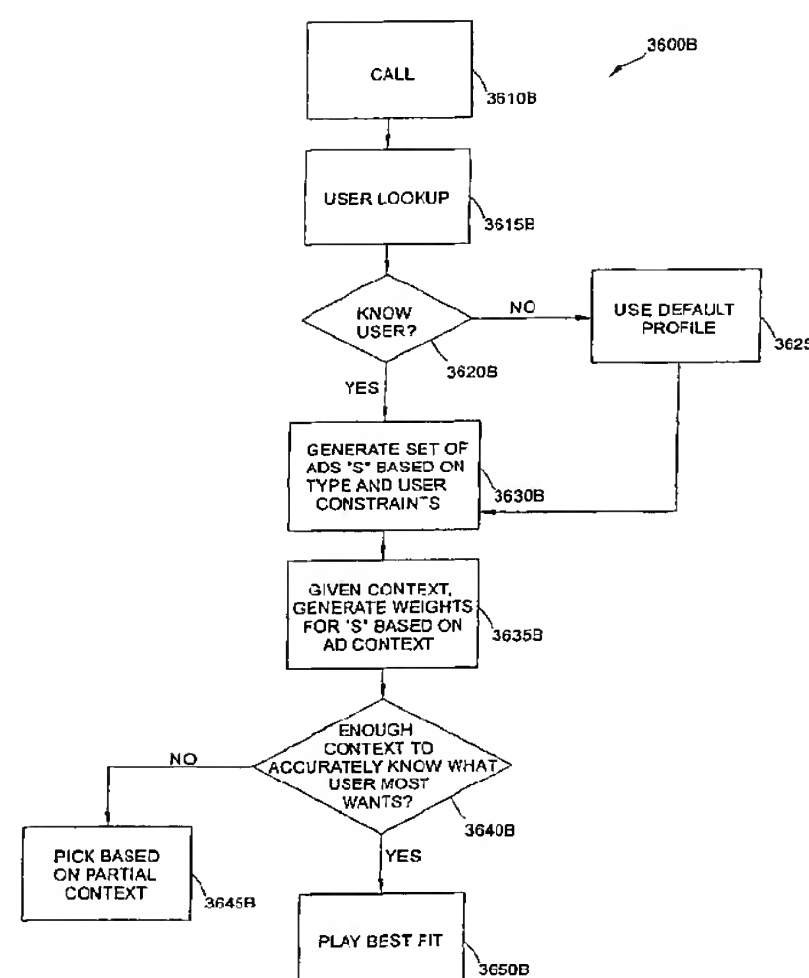 3600B
CALL
3610B
USER LOOKUP
3615B
KNOW
USER?
NO
3620B
USE DEFAULT
PROFILE
3625
YES
GENERATE SET OF
ADS "S" BASED ON
TYPE AND USER
CONSTRAINTS
3630B
GIVEN CONTEXT,
GENERATE WEIGHTS
FOR "S" BASED ON
AD CONTEXT
3635B
ENOUGH
CONTEXT TO
ACCURATELY KNOW WHAT
USER MOST
WANTS?
NO
3640B
PICK BASED
ON PARTIAL
CONTEXT
3645B
YES
PLAY BEST FIT
3650B